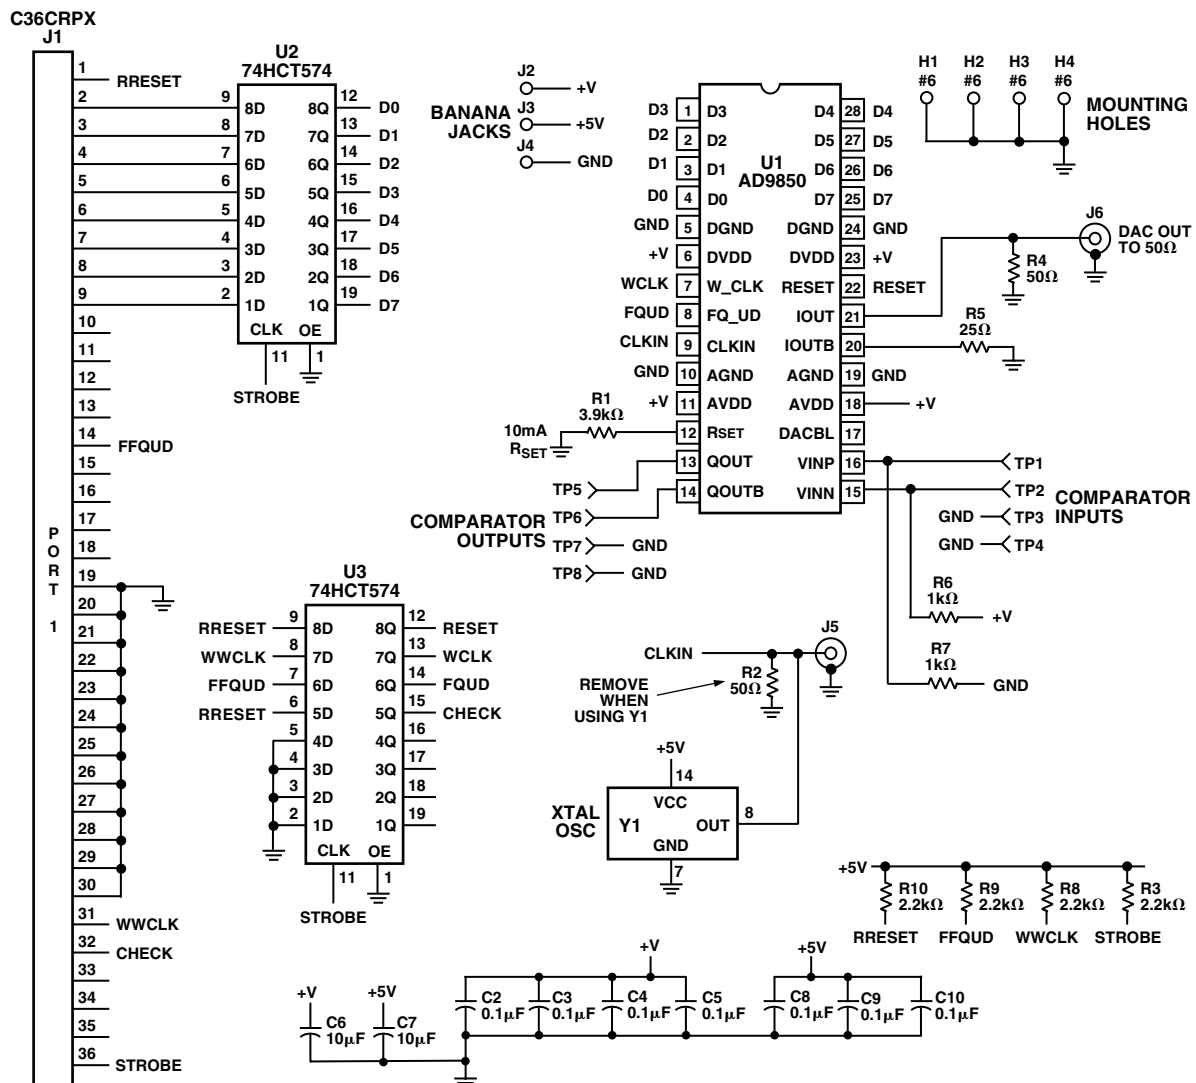 C36CRPX
J1
1 RRESET
2
3
4
5
6
7
8
9
10
11
12
13
14 FFQUD
15
16
17
18
19
20
21
22
23
24
25
26
27
28
29
30
31 WWCLK
32 CHECK
33
34
35
36 STROBE
PORT 1
U2
74HCT574
9 8D 8Q 12 D0
8 7D 7Q 13 D1
7 6D 6Q 14 D2
6 5D 5Q 15 D3
5 4D 4Q 16 D4
4 3D 3Q 17 D5
3 2D 2Q 18 D6
2 1D 1Q 19 D7
CLK OE
11 1
STROBE
BANANA
JACKS
J2 +V
J3 +5V
J4 GND
U1
AD9850
D3 1 D3 D4 28 D4
D2 2 D2 D5 27 D5
D1 3 D1 D6 26 D6
D0 4 D0 D7 25 D7
GND 5 DGND DGND 24 GND
+V 6 DVDD DVDD 23 +V
WCLK 7 W_CLK RESET 22 RESET
FQUD 8 FQ_UD IOUT 21
CLKIN 9 CLKIN IOUTB 20
GND 10 AGND AGND 19 GND
+V 11 AVDD AVDD 18 +V
12 RSET DACBL 17
13 QOUT VINP 16
14 QOUTB VINN 15
R1
3.9kΩ
10mA
RSET
H1 H2 H3 H4
#6 #6 #6 #6
MOUNTING
HOLES
J6
DAC OUT
TO 50Ω
R4
50Ω
R5
25Ω
TP1
TP2
GND TP3
GND TP4
COMPARATOR
INPUTS
R6
1kΩ
+V
R7
1kΩ
GND
TP5
TP6
TP7 GND
TP8 GND
COMPARATOR
OUTPUTS
U3
74HCT574
RRESET 9 8D 8Q 12 RESET
WWCLK 8 7D 7Q 13 WCLK
FFQUD 7 6D 6Q 14 FQUD
RRESET 6 5D 5Q 15 CHECK
5 4D 4Q 16
4 3D 3Q 17
3 2D 2Q 18
2 1D 1Q 19
CLK OE
11 1
STROBE
CLKIN
J5
R2
50Ω
REMOVE
WHEN
USING Y1
+5V
14
VCC
XTAL
OSC
Y1
OUT 8
GND
7
+5V
R10
2.2kΩ
R9
2.2kΩ
R8
2.2kΩ
R3
2.2kΩ
RRESET FFQUD WWCLK STROBE
+V
C6
10μF
+5V
C7
10μF
+V
C2
0.1μF
C3
0.1μF
C4
0.1μF
C5
0.1μF
+5V
C8
0.1μF
C9
0.1μF
C10
0.1μF